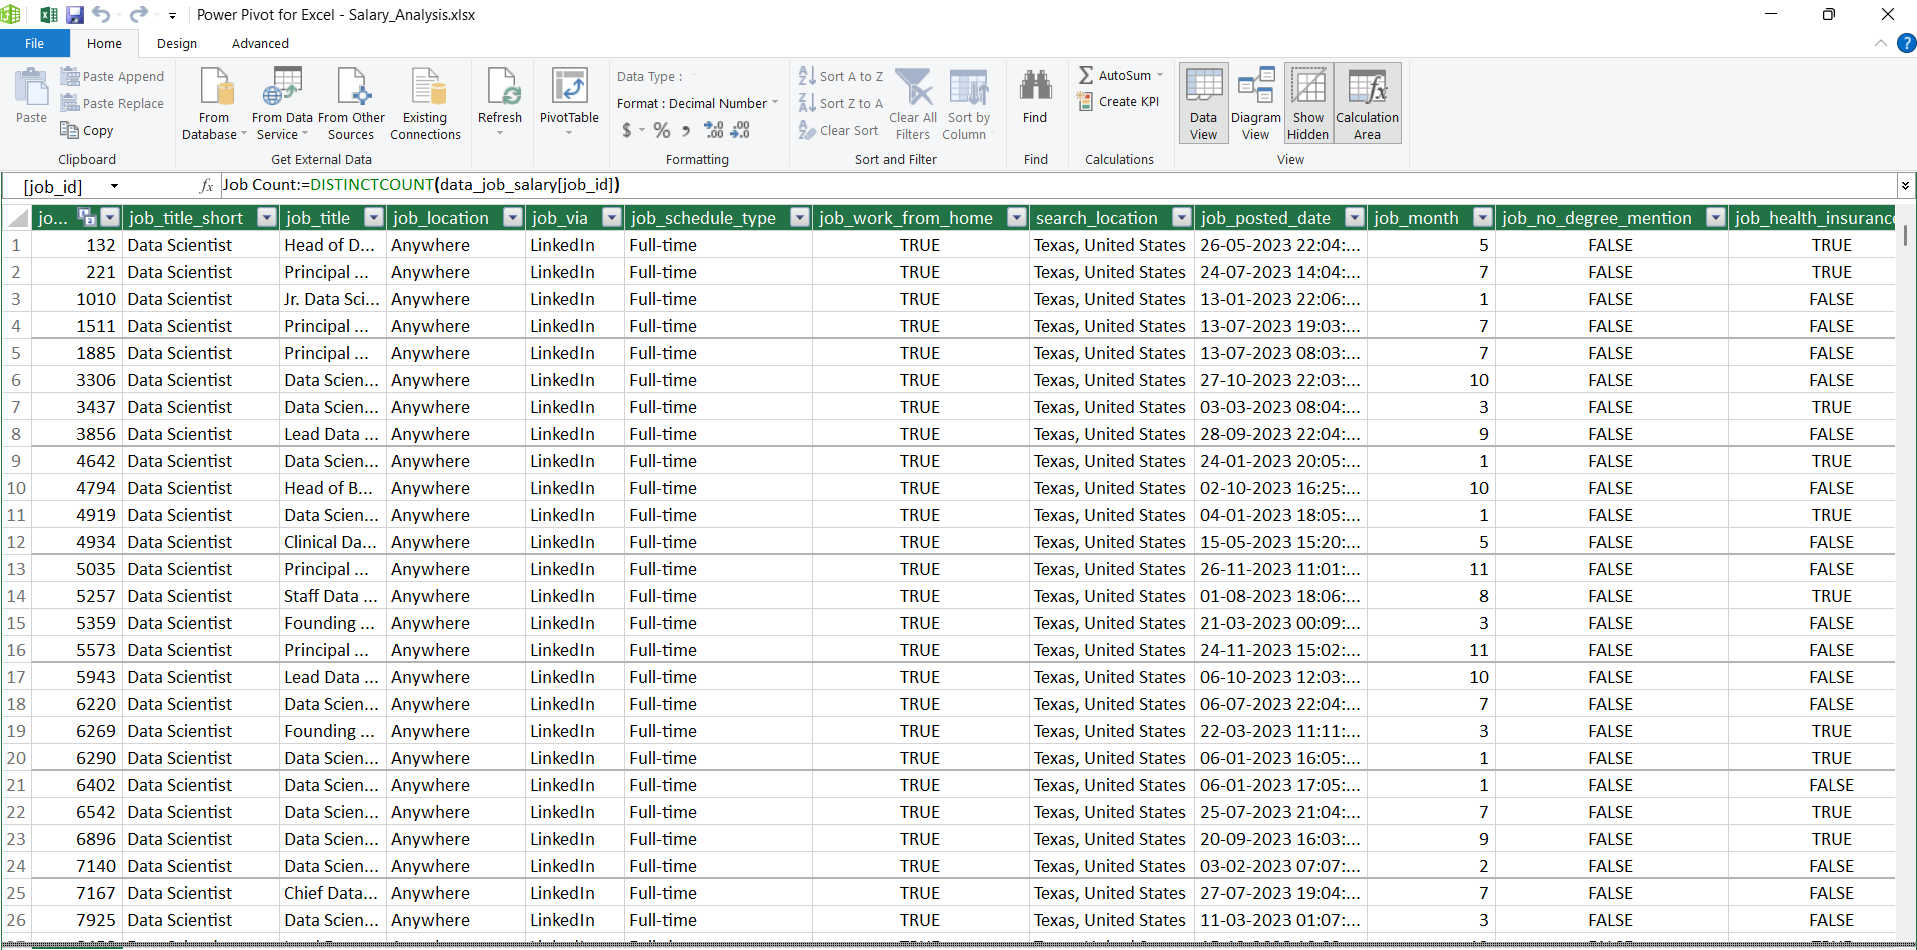 Power Pivot for Excel - Salary_Analysis.xlsx
File Home Design Advanced
Paste
Paste Append
Paste Replace
Copy
Clipboard
From Database
From Data Service
From Other Sources
Existing Connections
Get External Data
Refresh
PivotTable
Data Type :
Format : Decimal Number
$ % , .00 .00
Formatting
Sort A to Z
Sort Z to A
Clear Sort
Clear All Filters
Sort by Column
Sort and Filter
Find
Find
AutoSum
Create KPI
Calculations
Data View
Diagram View
Show Hidden
Calculation Area
View
[job_id] fx Job Count:=DISTINCTCOUNT(data_job_salary[job_id])
jo... job_title_short job_title job_location job_via job_schedule_type job_work_from_home search_location job_posted_date job_month job_no_degree_mention job_health_insurance
1 132 Data Scientist Head of D... Anywhere LinkedIn Full-time TRUE Texas, United States 26-05-2023 22:04:... 5 FALSE TRUE
2 221 Data Scientist Principal ... Anywhere LinkedIn Full-time TRUE Texas, United States 24-07-2023 14:04:... 7 FALSE TRUE
3 1010 Data Scientist Jr. Data Sci... Anywhere LinkedIn Full-time TRUE Texas, United States 13-01-2023 22:06:... 1 FALSE FALSE
4 1511 Data Scientist Principal ... Anywhere LinkedIn Full-time TRUE Texas, United States 13-07-2023 19:03:... 7 FALSE FALSE
5 1885 Data Scientist Principal ... Anywhere LinkedIn Full-time TRUE Texas, United States 13-07-2023 08:03:... 7 FALSE FALSE
6 3306 Data Scientist Data Scien... Anywhere LinkedIn Full-time TRUE Texas, United States 27-10-2023 22:03:... 10 FALSE FALSE
7 3437 Data Scientist Data Scien... Anywhere LinkedIn Full-time TRUE Texas, United States 03-03-2023 08:04:... 3 FALSE TRUE
8 3856 Data Scientist Lead Data ... Anywhere LinkedIn Full-time TRUE Texas, United States 28-09-2023 22:04:... 9 FALSE FALSE
9 4642 Data Scientist Data Scien... Anywhere LinkedIn Full-time TRUE Texas, United States 24-01-2023 20:05:... 1 FALSE TRUE
10 4794 Data Scientist Head of B... Anywhere LinkedIn Full-time TRUE Texas, United States 02-10-2023 16:25:... 10 FALSE FALSE
11 4919 Data Scientist Data Scien... Anywhere LinkedIn Full-time TRUE Texas, United States 04-01-2023 18:05:... 1 FALSE TRUE
12 4934 Data Scientist Clinical Da... Anywhere LinkedIn Full-time TRUE Texas, United States 15-05-2023 15:20:... 5 FALSE FALSE
13 5035 Data Scientist Principal ... Anywhere LinkedIn Full-time TRUE Texas, United States 26-11-2023 11:01:... 11 FALSE FALSE
14 5257 Data Scientist Staff Data ... Anywhere LinkedIn Full-time TRUE Texas, United States 01-08-2023 18:06:... 8 FALSE TRUE
15 5359 Data Scientist Founding ... Anywhere LinkedIn Full-time TRUE Texas, United States 21-03-2023 00:09:... 3 FALSE FALSE
16 5573 Data Scientist Principal ... Anywhere LinkedIn Full-time TRUE Texas, United States 24-11-2023 15:02:... 11 FALSE FALSE
17 5943 Data Scientist Lead Data ... Anywhere LinkedIn Full-time TRUE Texas, United States 06-10-2023 12:03:... 10 FALSE FALSE
18 6220 Data Scientist Data Scien... Anywhere LinkedIn Full-time TRUE Texas, United States 06-07-2023 22:04:... 7 FALSE FALSE
19 6269 Data Scientist Founding ... Anywhere LinkedIn Full-time TRUE Texas, United States 22-03-2023 11:11:... 3 FALSE TRUE
20 6290 Data Scientist Data Scien... Anywhere LinkedIn Full-time TRUE Texas, United States 06-01-2023 16:05:... 1 FALSE TRUE
21 6402 Data Scientist Data Scien... Anywhere LinkedIn Full-time TRUE Texas, United States 06-01-2023 17:05:... 1 FALSE FALSE
22 6542 Data Scientist Data Scien... Anywhere LinkedIn Full-time TRUE Texas, United States 25-07-2023 21:04:... 7 FALSE TRUE
23 6896 Data Scientist Data Scien... Anywhere LinkedIn Full-time TRUE Texas, United States 20-09-2023 16:03:... 9 FALSE TRUE
24 7140 Data Scientist Data Scien... Anywhere LinkedIn Full-time TRUE Texas, United States 03-02-2023 07:07:... 2 FALSE FALSE
25 7167 Data Scientist Chief Data... Anywhere LinkedIn Full-time TRUE Texas, United States 27-07-2023 19:04:... 7 FALSE FALSE
26 7925 Data Scientist Data Scien... Anywhere LinkedIn Full-time TRUE Texas, United States 11-03-2023 01:07:... 3 FALSE FALSE